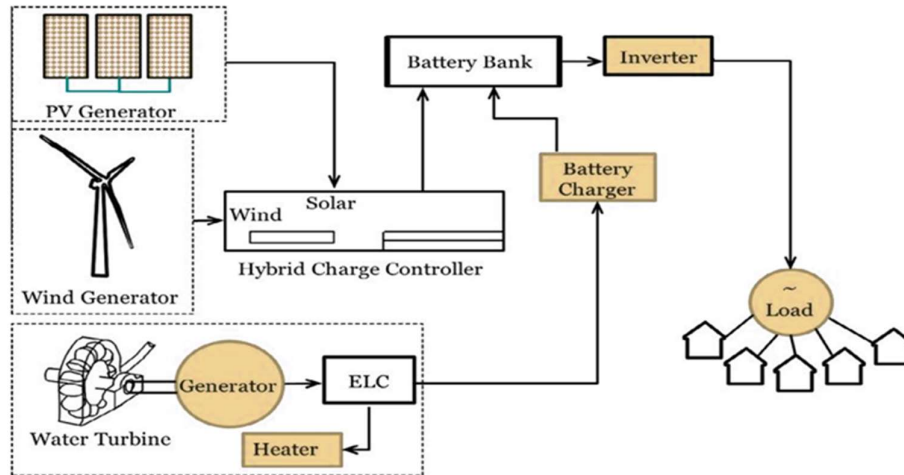 PV Generator
Wind Generator
Battery Bank
Inverter
Battery
Charger
Solar
Wind
Hybrid Charge Controller
~
Load
Water Turbine
Generator
ELC
Heater